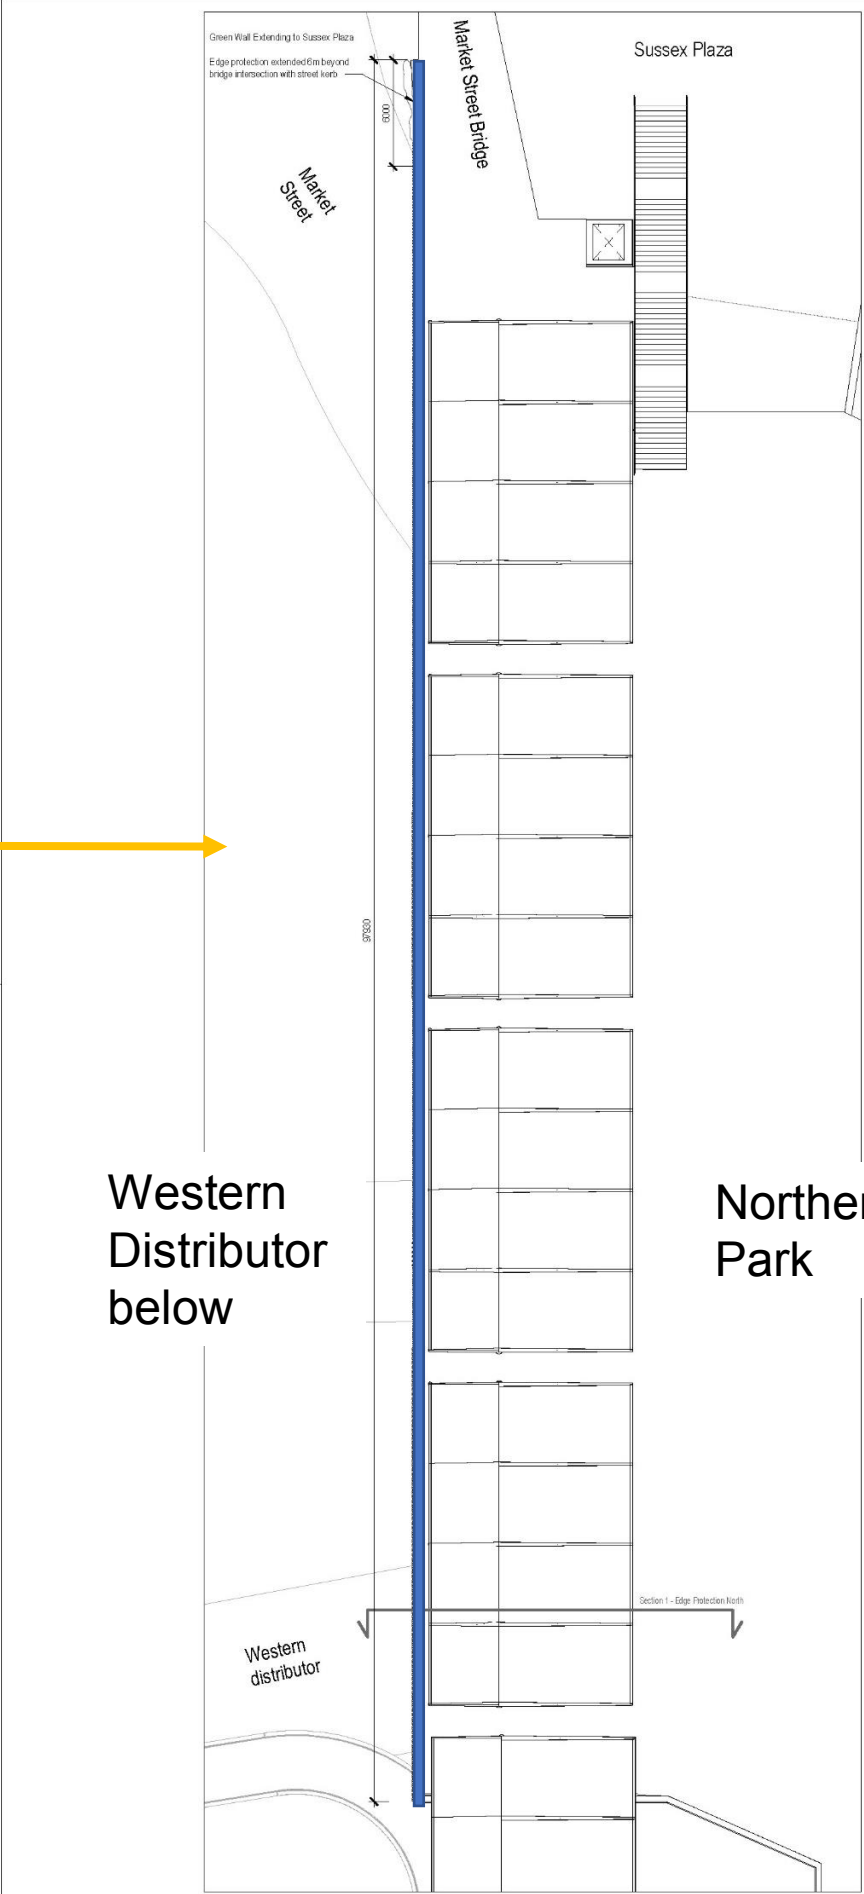 Green Wall Extending to Sussex Plaza
Edge protection extended 6m beyond
bridge intersection with street kerb
6000
Market Street Bridge
Sussex Plaza
Market
Street
97930
Western
Distributor
below
Norther
Park
Section 1 - Edge Protection North
Western
distributor